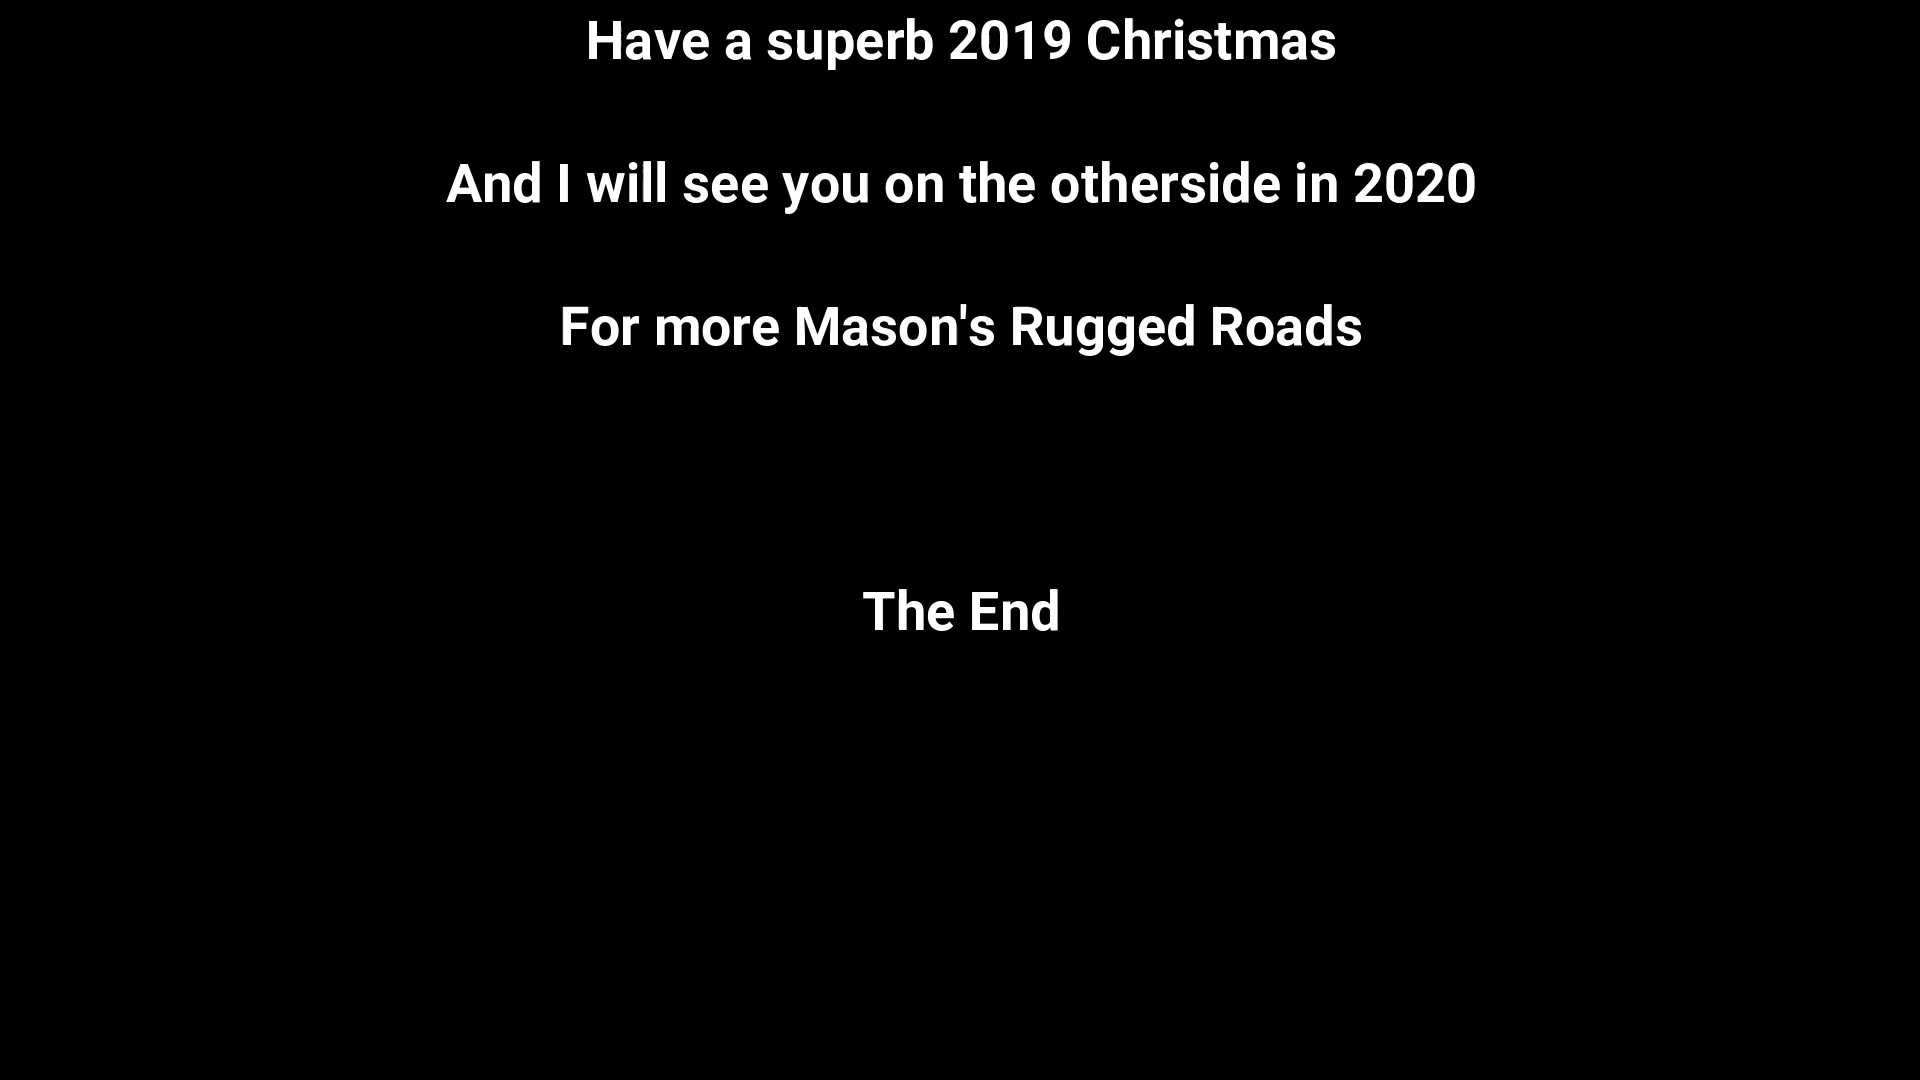 Have a superb 2019 Christmas
And I will see you on the otherside in 2020
For more Mason's Rugged Roads
The End